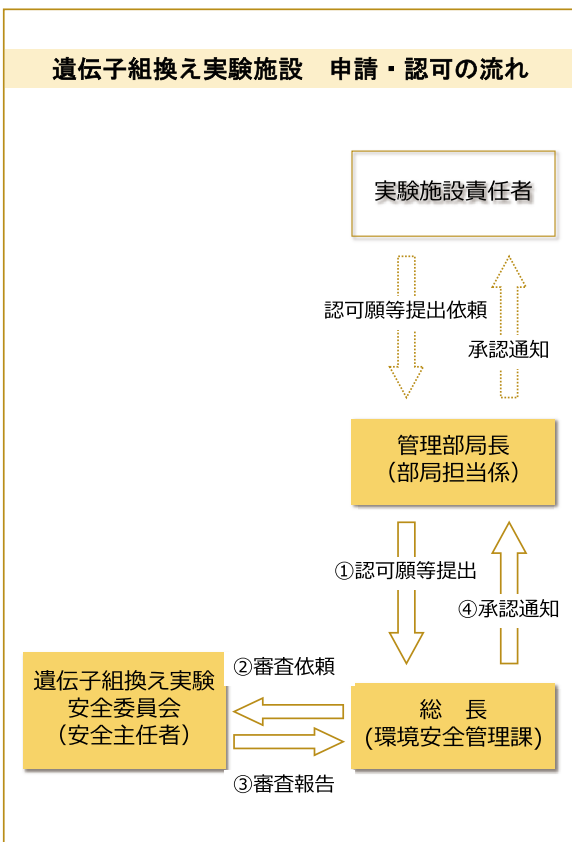 遺伝子組換え実験施設　申請・認可の流れ
実験施設責任者
認可願等提出依頼
承認通知
管理部局長
（部局担当係）
①認可願等提出
④承認通知
②審査依頼
遺伝子組換え実験
安全委員会
（安全主任者）
総　長
(環境安全管理課)
③審査報告